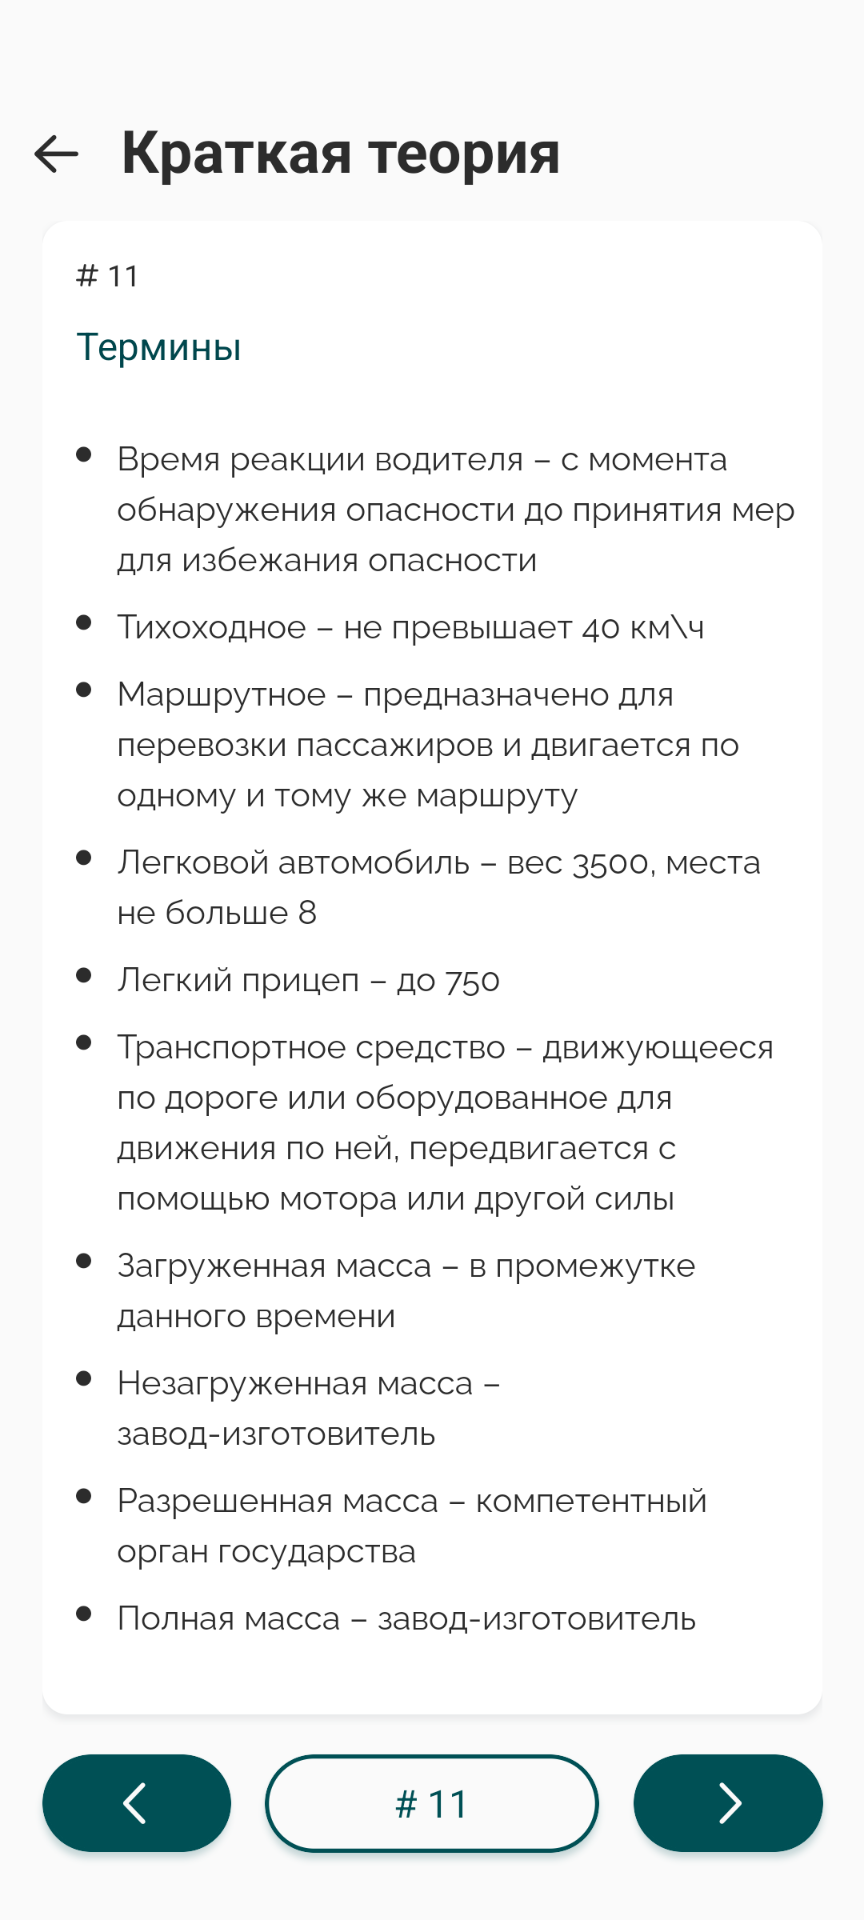 Краткая теория
# 11
Термины
• Время реакции водителя – с момента
обнаружения опасности до принятия мер
для избежания опасности
• Тихоходное – не превышает 40 км\ч
• Маршрутное – предназначено для
перевозки пассажиров и двигается по
одному и тому же маршруту
• Легковой автомобиль – вес 3500, места
не больше 8
• Легкий прицеп – до 750
• Транспортное средство – движующееся
по дороге или оборудованное для
движения по ней, передвигается с
помощью мотора или другой силы
• Загруженная масса – в промежутке
данного времени
• Незагруженная масса –
завод-изготовитель
• Разрешенная масса – компетентный
орган государства
• Полная масса – завод-изготовитель
# 11